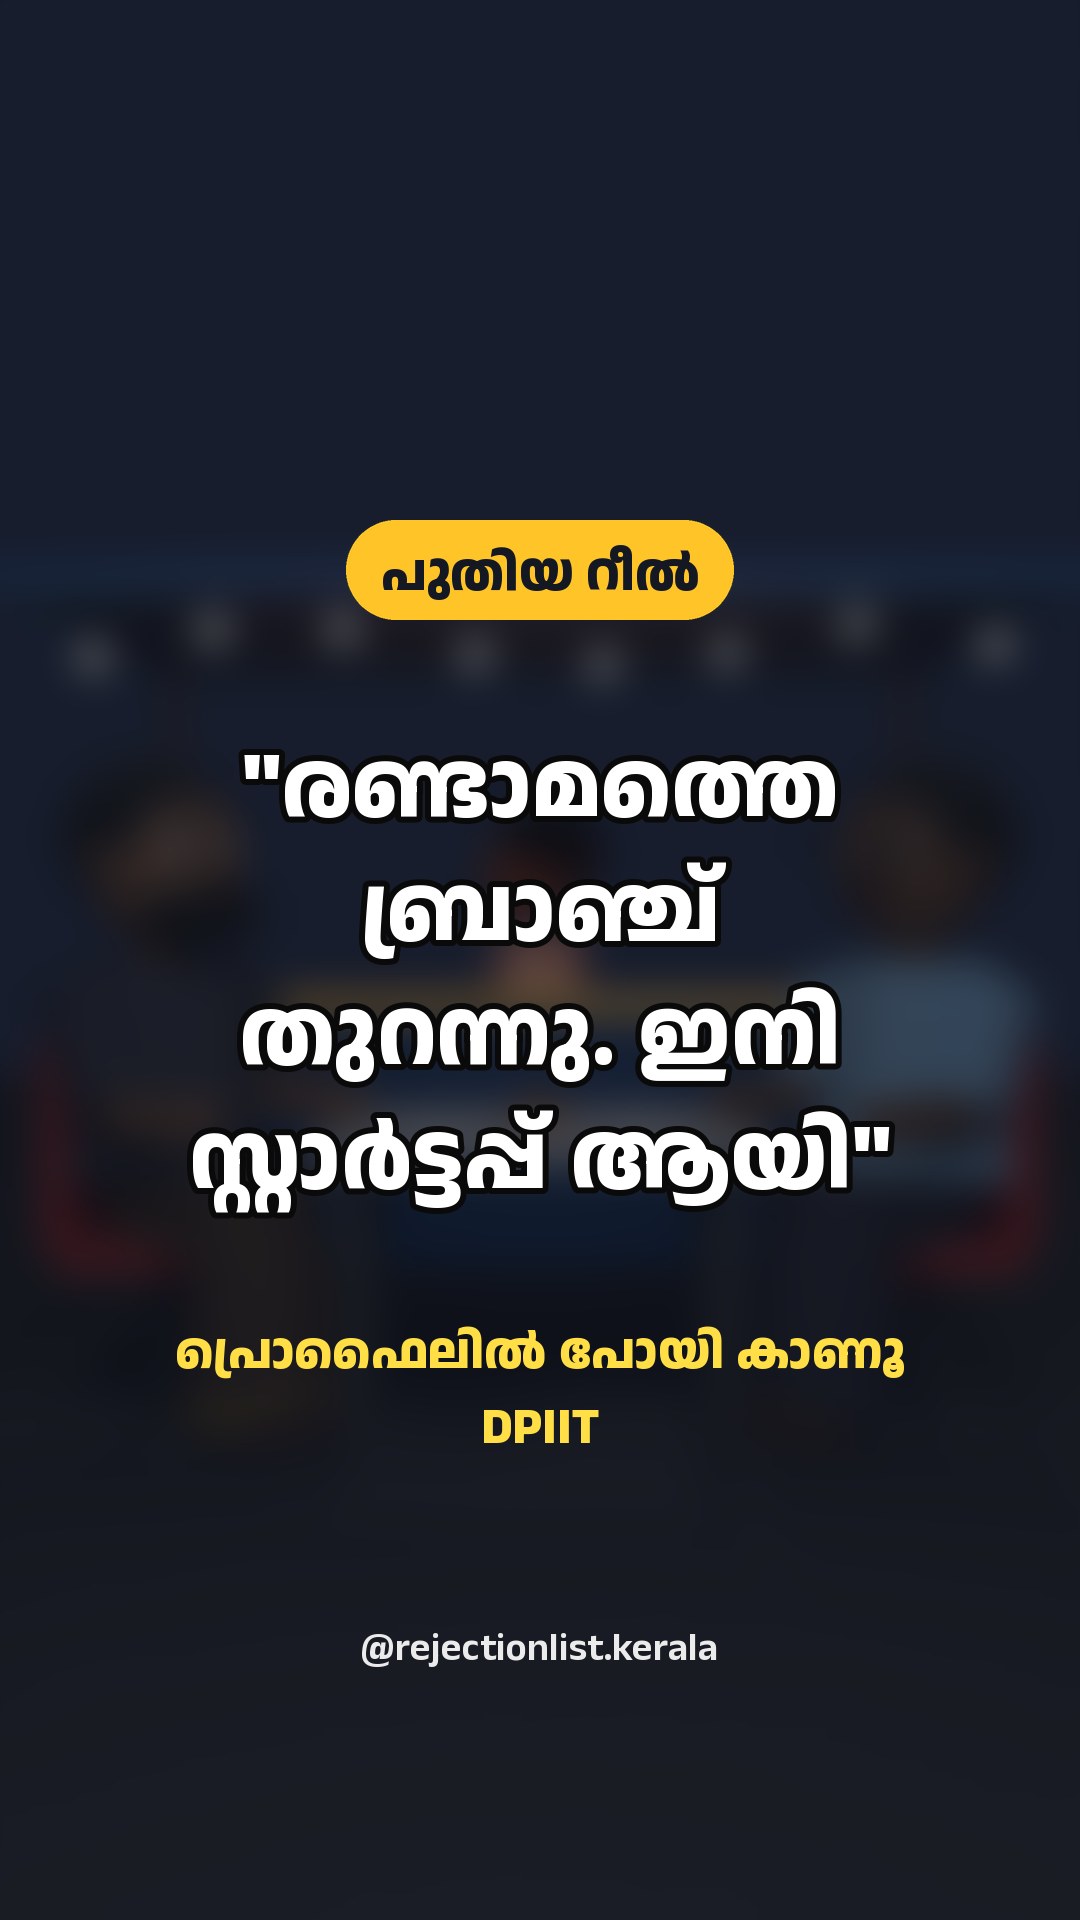 പുതിയ റീൽ
"രണ്ടാമത്തെ
ബ്രാഞ്ച്
തുറന്നു. ഇനി
സ്റ്റാർട്ടപ്പ് ആയി"
പ്രൊഫൈലിൽ പോയി കാണൂ
DPIIT
@rejectionlist.kerala